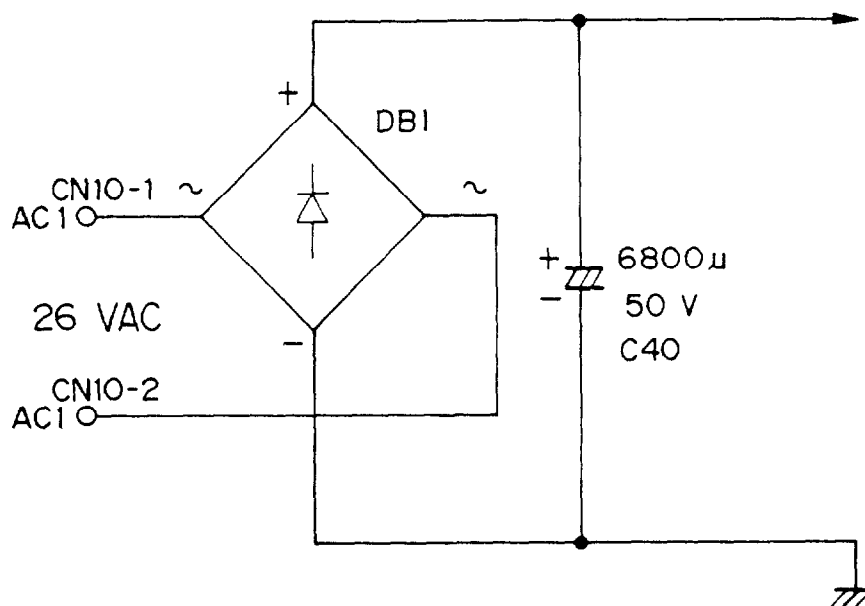 +
DB1
CN10-1
~
~
AC1
+
6800µ
-
50 V
26 VAC
-
C40
CN10-2
AC1